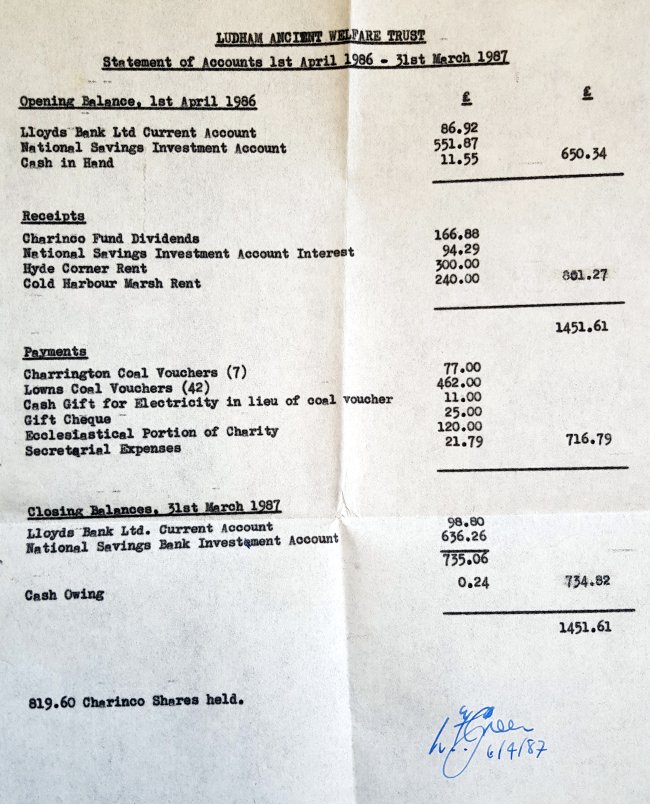 LUDHAM ANCIENT WELFARE TRUST
Statement of Accounts 1st April 1986 - 31st March 1987
Opening Balance, 1st April 1986 £ £
Lloyds Bank Ltd Current Account 86.92
National Savings Investment Account 551.87
Cash in Hand 11.55 650.34
Receipts
Charinco Fund Dividends 166.88
National Savings Investment Account Interest 94.29
Hyde Corner Rent 300.00
Cold Harbour Marsh Rent 240.00 801.27
1451.61
Payments
Charrington Coal Vouchers (7) 77.00
Lowns Coal Vouchers (42) 462.00
Cash Gift for Electricity in lieu of coal voucher 11.00
Gift Cheque 25.00
Ecclesiastical Portion of Charity 120.00
Secretarial Expenses 21.79 716.79
Closing Balances, 31st March 1987
Lloyds Bank Ltd. Current Account 98.80
National Savings Bank Investement Account 636.26
735.06
Cash Owing 0.24 734.82
1451.61
819.60 Charinco Shares held.
Green
6/4/87